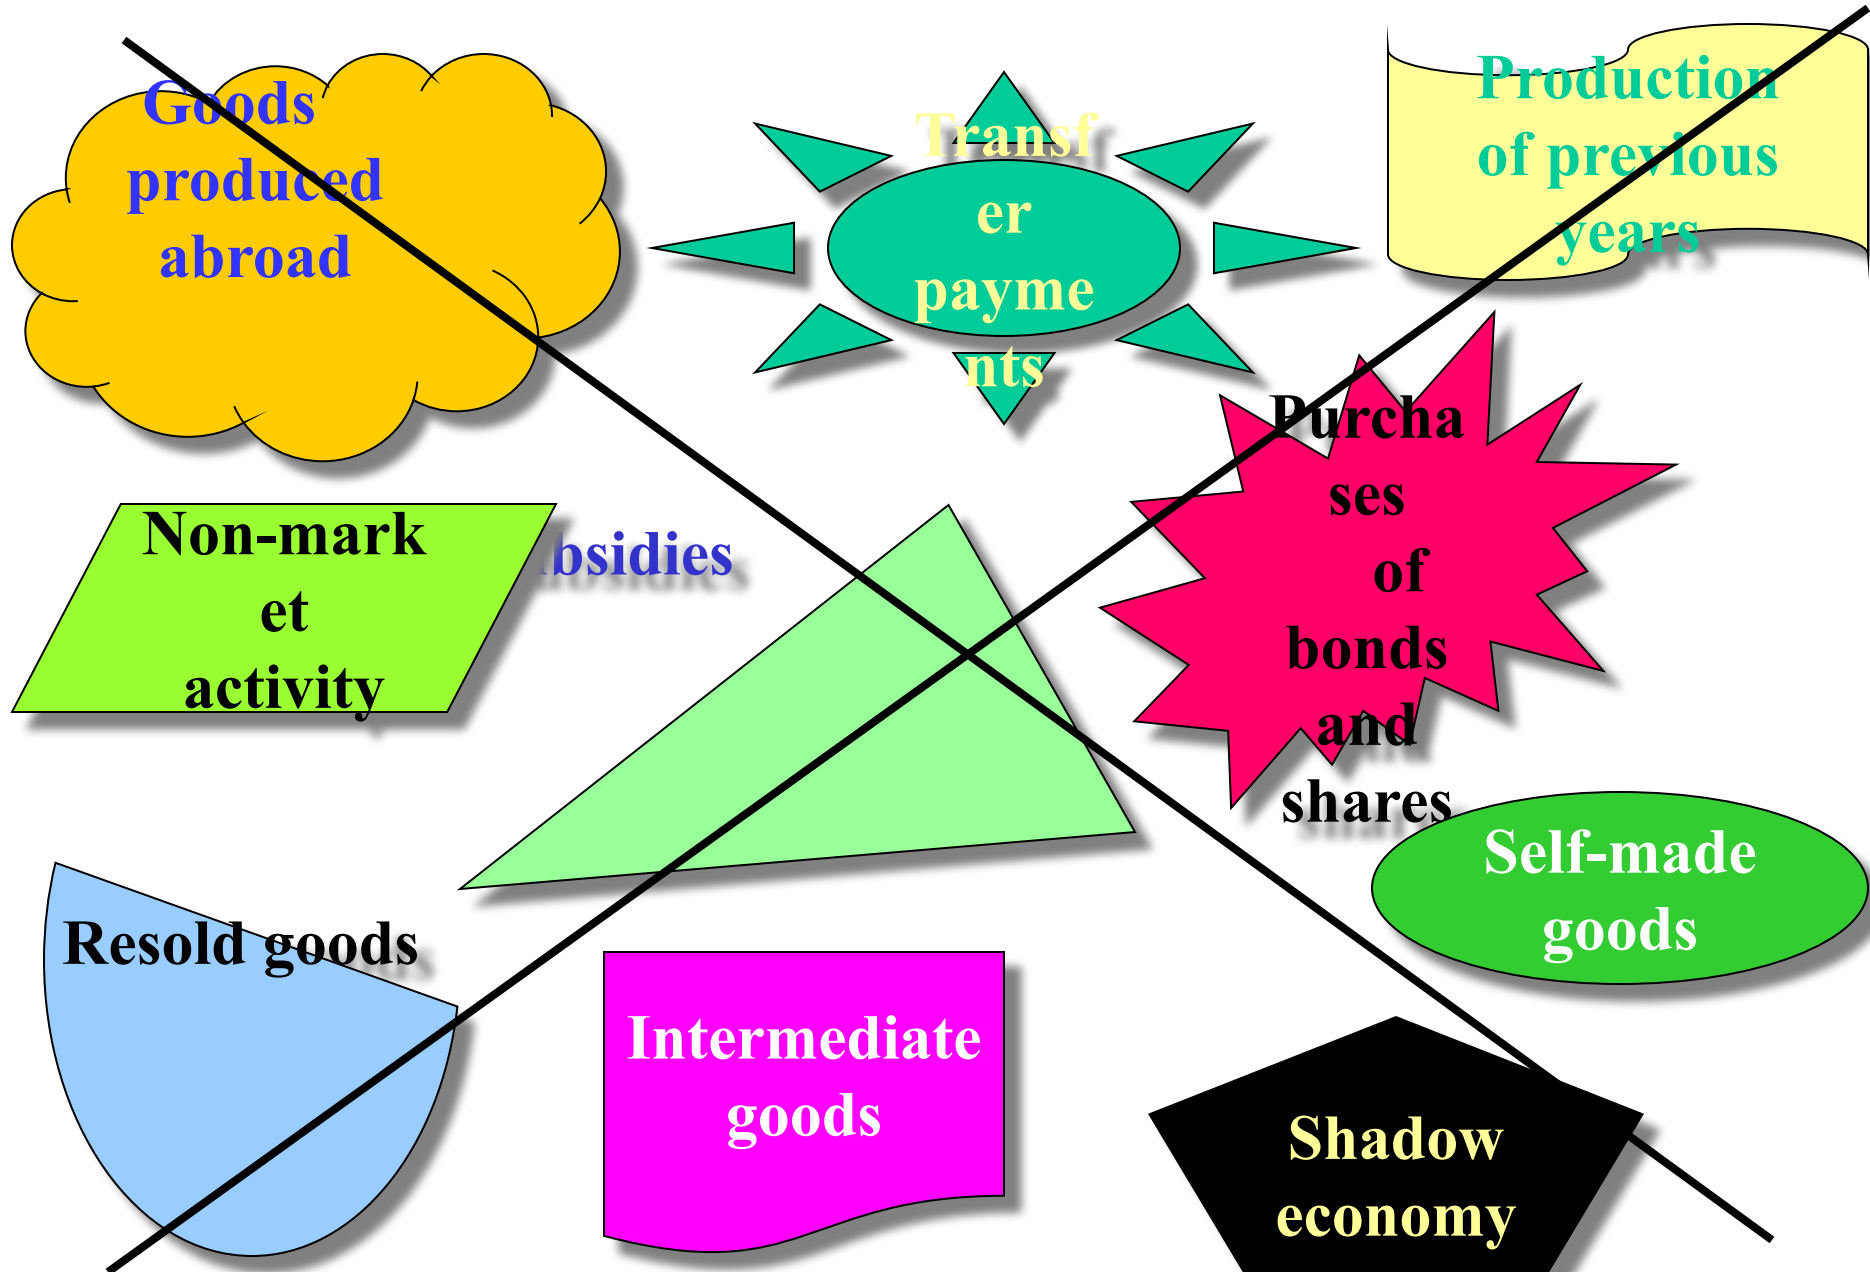 Goods
produced
abroad
Transf
er
payme
nts
Production
of previous
years
Purcha
ses
of
bonds
and
shares
Non-mark
et
activity
bsidies
Self-made
goods
Resold goods
Intermediate
goods
Shadow
economy